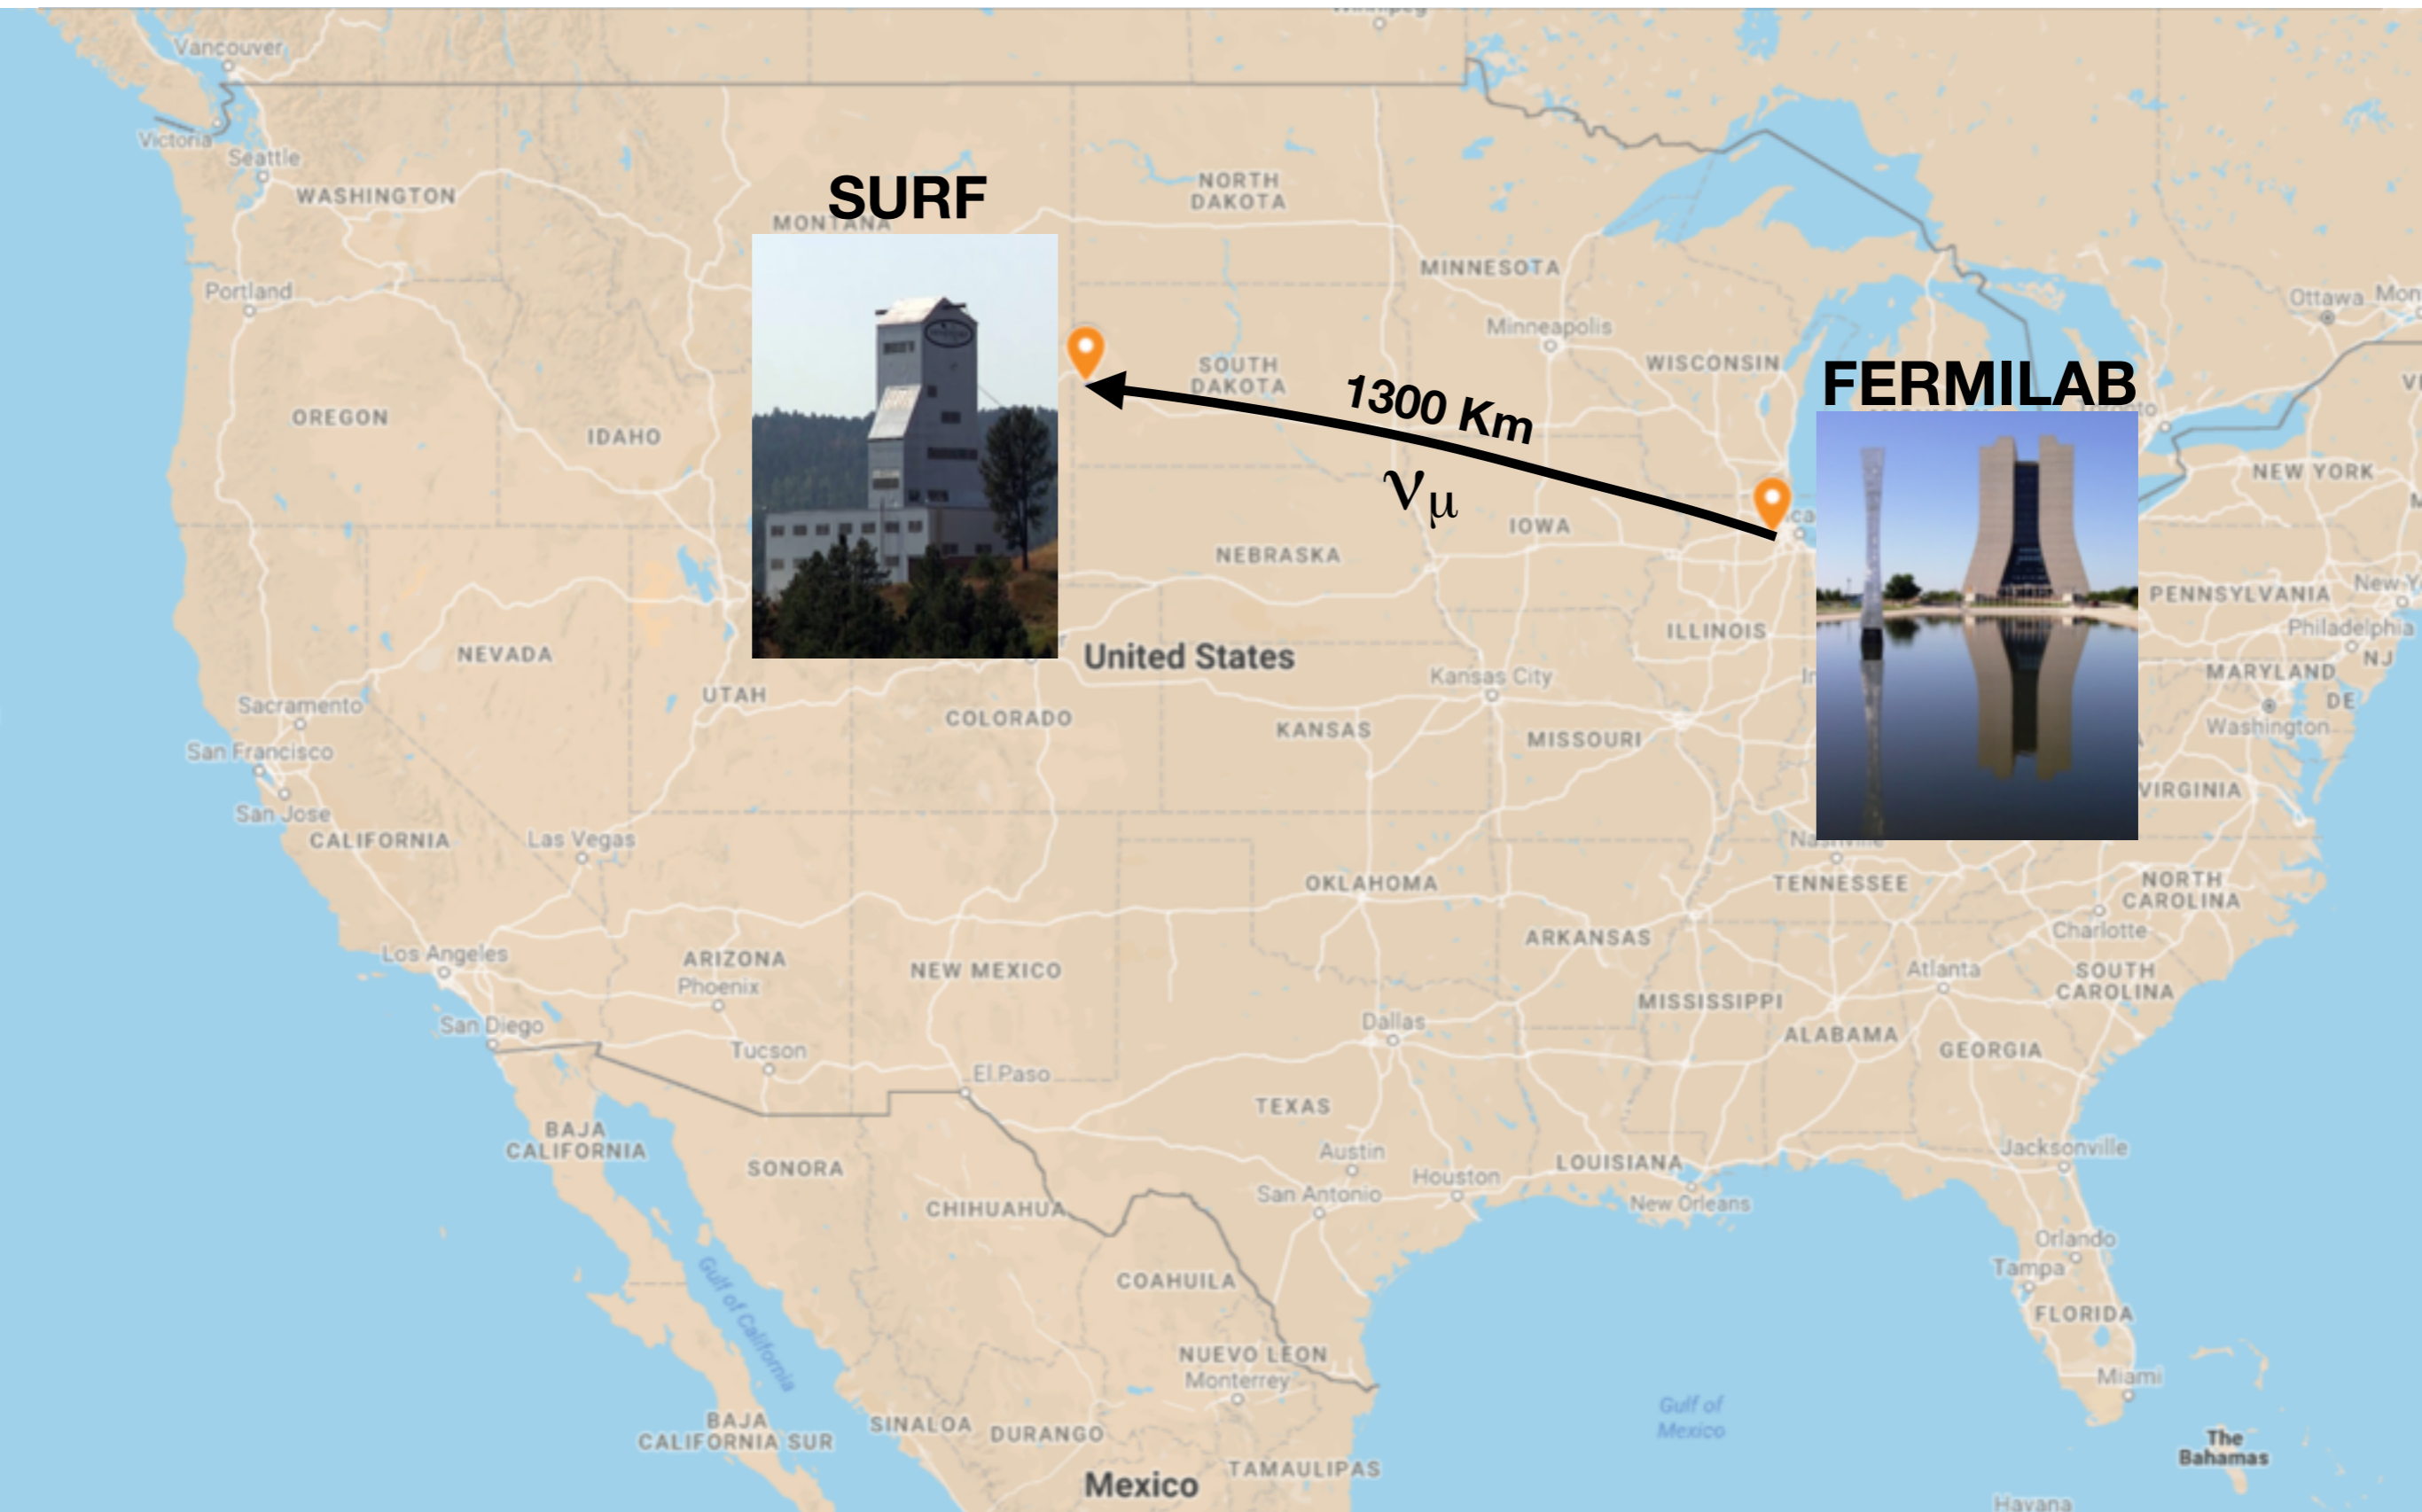 Winnipeg
Vancouver
Victoria
Seattle
WASHINGTON
SURF
MONTANA
NORTH
DAKOTA
MINNESOTA
Portland
Ottawa
Mon
Minneapolis
SOUTH
DAKOTA
WISCONSIN
FERMILAB
Toronto
1300 Km
νμ
OREGON
IDAHO
NEW YORK
IOWA
NEBRASKA
PENNSYLVANIA
New Y
Philadelphia
NJ
ILLINOIS
NEVADA
United States
Kansas City
MARYLAND
DE
UTAH
Sacramento
COLORADO
KANSAS
MISSOURI
Washington
San Francisco
VIRGINIA
San Jose
CALIFORNIA
Las Vegas
Nashville
OKLAHOMA
TENNESSEE
NORTH
CAROLINA
Charlotte
ARKANSAS
Los Angeles
ARIZONA
Phoenix
NEW MEXICO
Atlanta
SOUTH
CAROLINA
MISSISSIPPI
San Diego
Dallas
ALABAMA
GEORGIA
Tucson
El Paso
TEXAS
BAJA
CALIFORNIA
SONORA
Austin
Houston
San Antonio
LOUISIANA
New Orleans
Jacksonville
CHIHUAHUA
Gulf of California
COAHUILA
Orlando
Tampa
FLORIDA
NUEVO LEON
Monterrey
Miami
Gulf of
Mexico
BAJA
CALIFORNIA SUR
SINALOA
DURANGO
TAMAULIPAS
Mexico
The
Bahamas
Havana